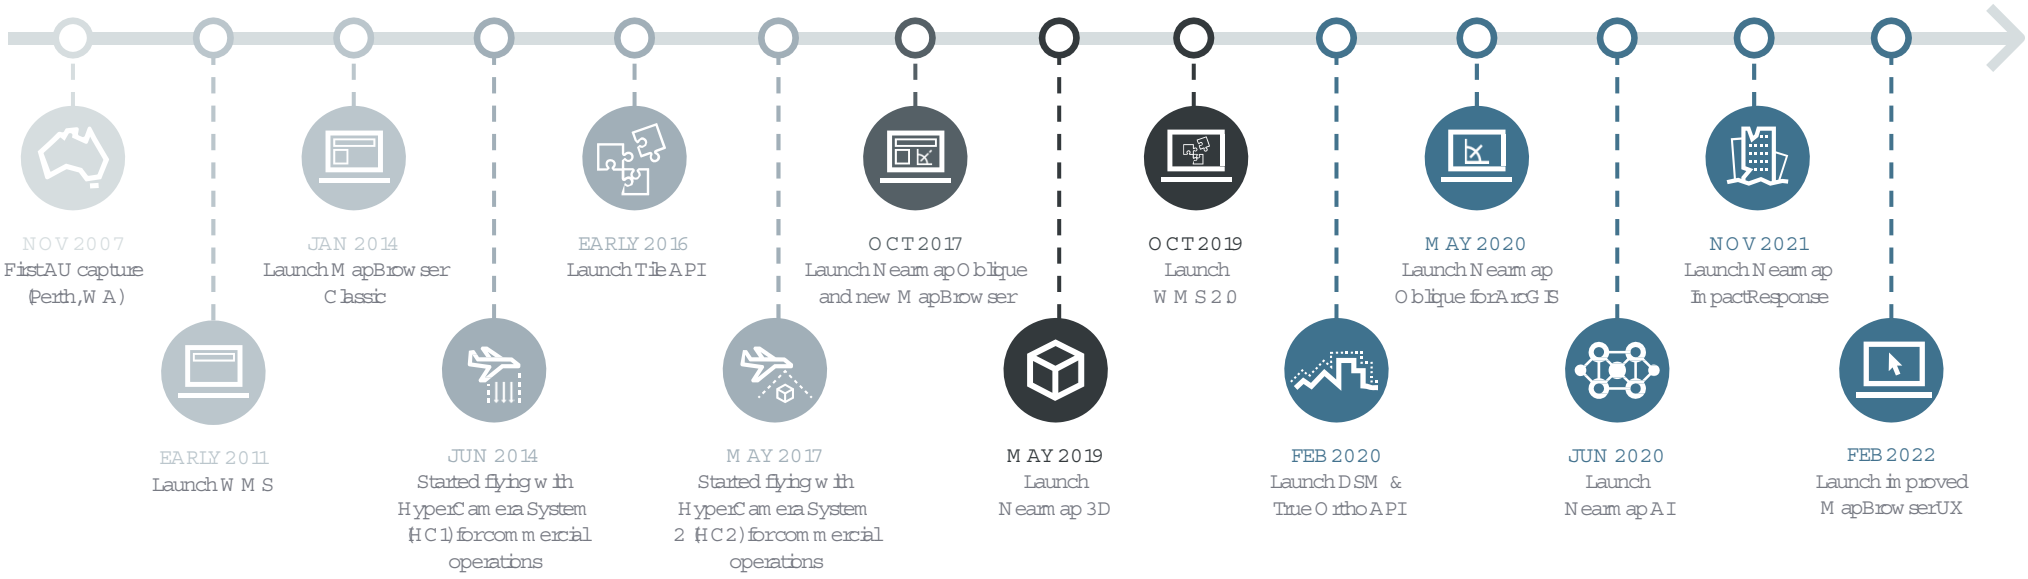 NOV 2007
First AU capture
(Perth, WA)
EARLY 2011
Launch WMS
JAN 2014
Launch MapBrowser
Classic
JUN 2014
Started flying with
HyperCamera System
(HC1) for commercial
operations
EARLY 2016
Launch Tile API
MAY 2017
Started flying with
HyperCamera System
2 (HC2) for commercial
operations
OCT 2017
Launch Nearmap Oblique
and new MapBrowser
MAY 2019
Launch
Nearmap 3D
OCT 2019
Launch
WMS 2.0
FEB 2020
Launch DSM &
True Ortho API
MAY 2020
Launch Nearmap
Oblique for ArcGIS
JUN 2020
Launch
Nearmap AI
NOV 2021
Launch Nearmap
ImpactResponse
FEB 2022
Launch improved
MapBrowser UX